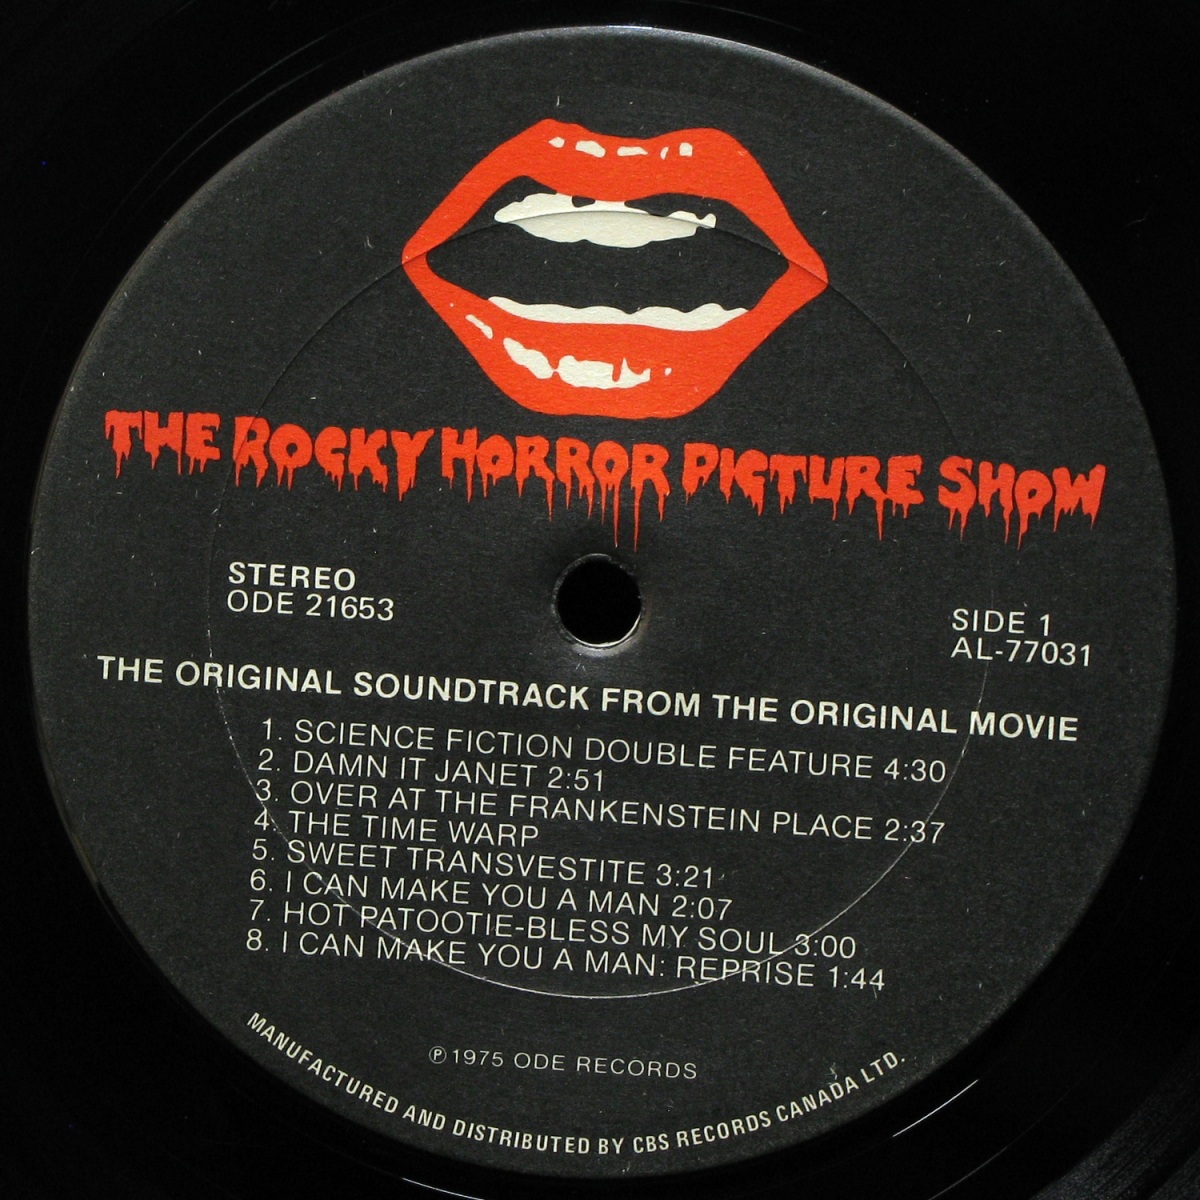 THE ROCKY HORROR PICTURE SHOW
STEREO
ODE 21653
SIDE 1
AL-77031
THE ORIGINAL SOUNDTRACK FROM THE ORIGINAL MOVIE
1. SCIENCE FICTION DOUBLE FEATURE 4:30
2. DAMN IT JANET 2:51
3. OVER AT THE FRANKENSTEIN PLACE 2:37
4. THE TIME WARP
5. SWEET TRANSVESTITE 3:21
6. I CAN MAKE YOU A MAN 2:07
7. HOT PATOOTIE-BLESS MY SOUL 3:00
8. I CAN MAKE YOU A MAN: REPRISE 1:44
℗ 1975 ODE RECORDS
MANUFACTURED AND DISTRIBUTED BY CBS RECORDS CANADA LTD.